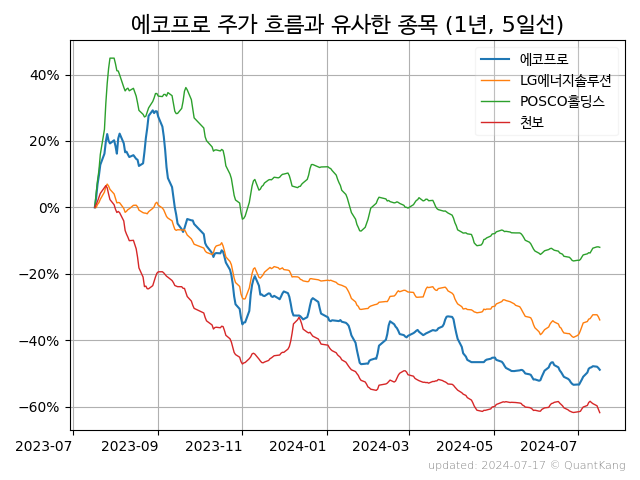 에코프로 주가 흐름과 유사한 종목 (1년, 5일선)
에코프로
LG에너지솔루션
POSCO홀딩스
천보
40%
20%
0%
−20%
−40%
−60%
2023-07 2023-09 2023-11 2024-01 2024-03 2024-05 2024-07
updated: 2024-07-17 © QuantKang